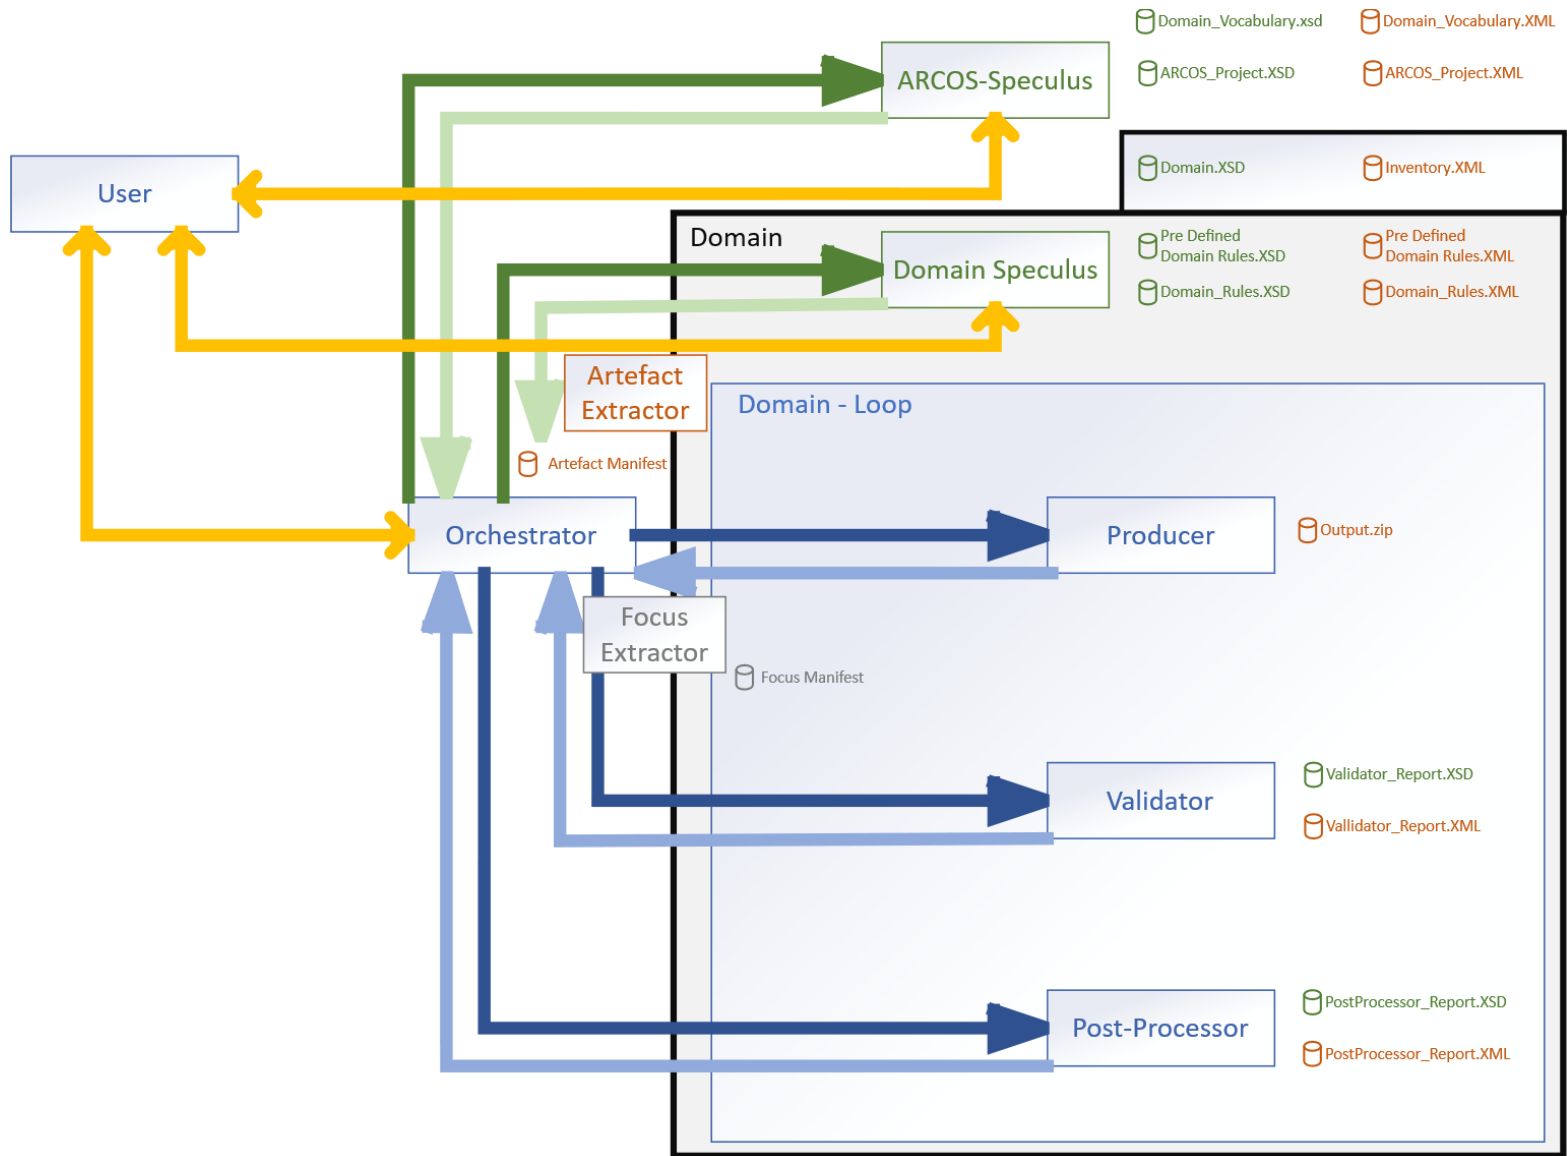 Domain_Vocabulary.xsd
Domain_Vocabulary.XML
ARCOS-Speculus
ARCOS_Project.XSD
ARCOS_Project.XML
User
Domain.XSD
Inventory.XML
Domain
Domain Speculus
Pre Defined
Domain Rules.XSD
Pre Defined
Domain Rules.XML
Domain_Rules.XSD
Domain_Rules.XML
Artefact
Extractor
Domain - Loop
Artefact Manifest
Orchestrator
Producer
Output.zip
Focus
Extractor
Focus Manifest
Validator
Validator_Report.XSD
Vallidator_Report.XML
Post-Processor
PostProcessor_Report.XSD
PostProcessor_Report.XML